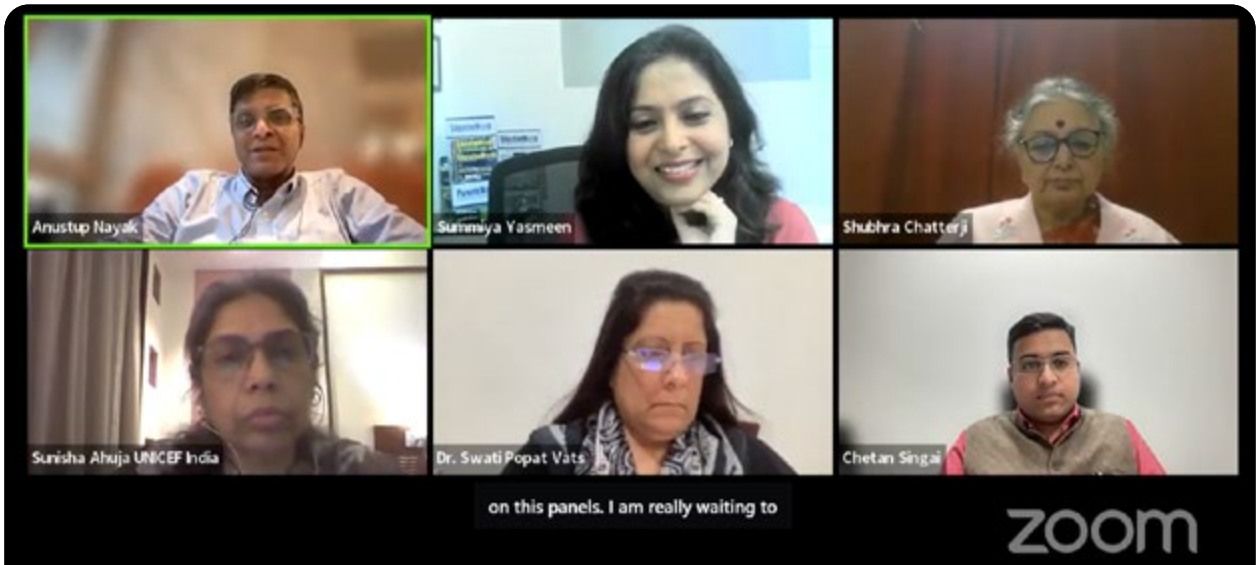 Anustup Nayak
Summiya Yasmeen
Shubhra Chatterji
Sunisha Ahuja UNICEF India
Dr. Swati Popat Vats
Chetan Singai
on this panels. I am really waiting to
zoom